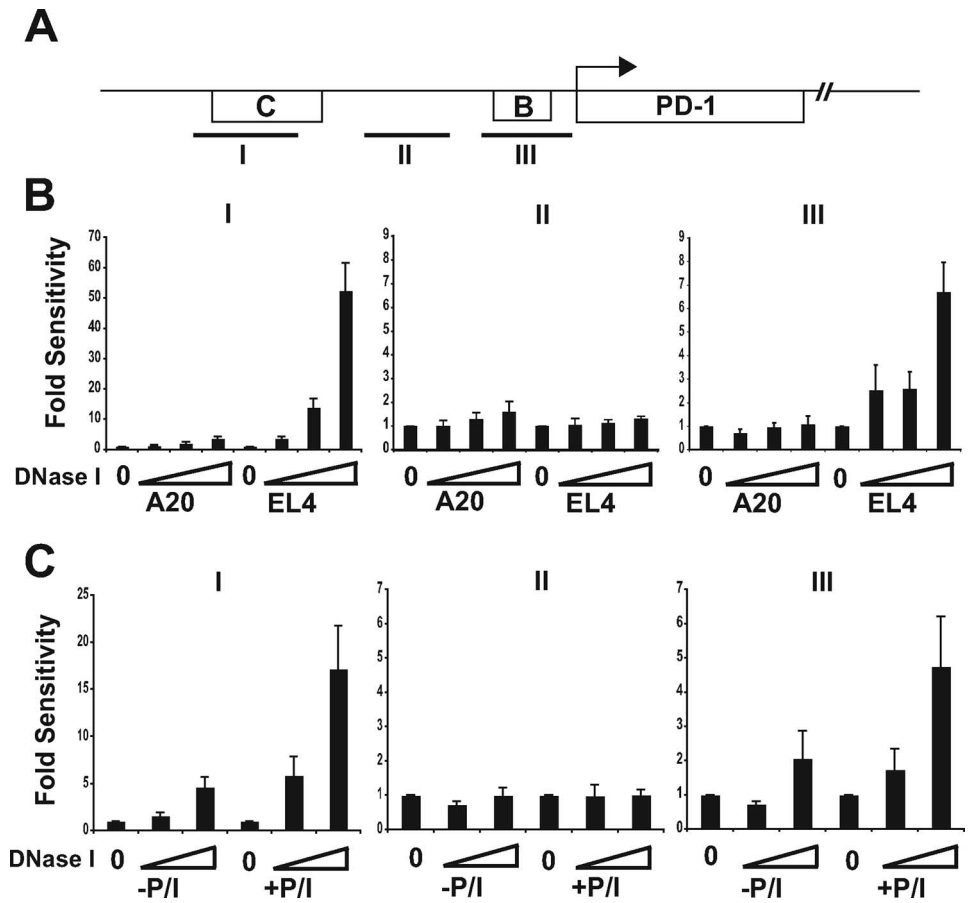 A
C
B
PD-1
//
I
II
III
B
I
II
III
Fold Sensitivity
70
60
50
40
30
20
10
0
9
8
7
6
5
4
3
2
1
0
9
8
7
6
5
4
3
2
1
0
DNase I 0 0 0 0 0 0
A20 EL4 A20 EL4 A20 EL4
C
I
II
III
Fold Sensitivity
25
20
15
10
5
0
7
6
5
4
3
2
1
0
7
6
5
4
3
2
1
0
DNase I 0 0 0 0 0 0
-P/I +P/I -P/I +P/I -P/I +P/I